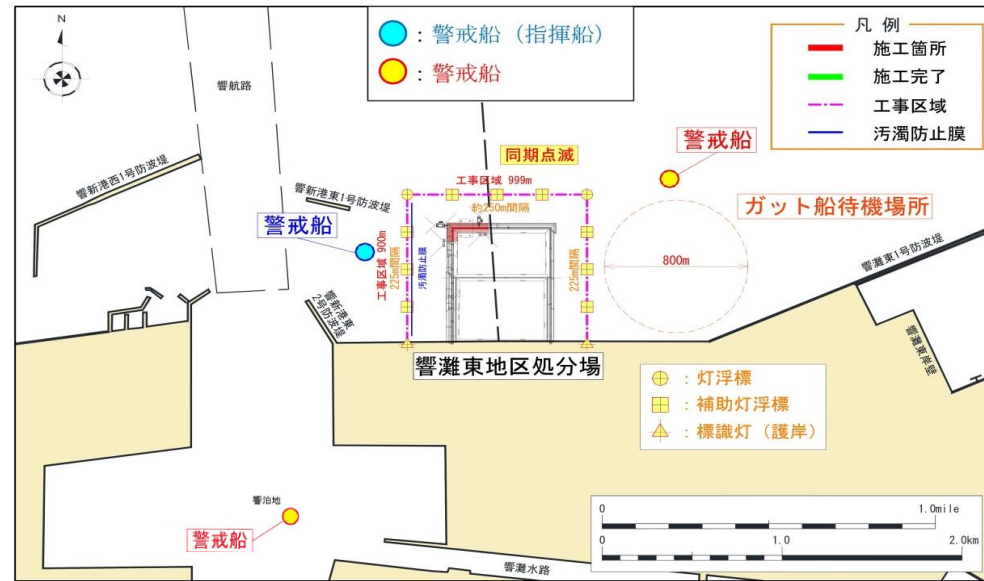 N
響航路
：警戒船（指揮船）
：警戒船
凡 例
施工箇所
施工完了
工事区域
汚濁防止膜
響新港西1号防波堤
響新港東1号防波堤
警戒船
同期点滅
工事区域 999m
約250m間隔
警戒船
ガット船待機場所
800m
工事区域 900m
225m間隔
汚濁防止膜
225m間隔
響灘東1号防波堤
響灘東岸壁
響新港東
2号防波堤
響灘東地区処分場
：灯浮標
：補助灯浮標
：標識灯（護岸）
響泊地
警戒船
響灘水路
0
1.0mile
0
1.0
2.0km